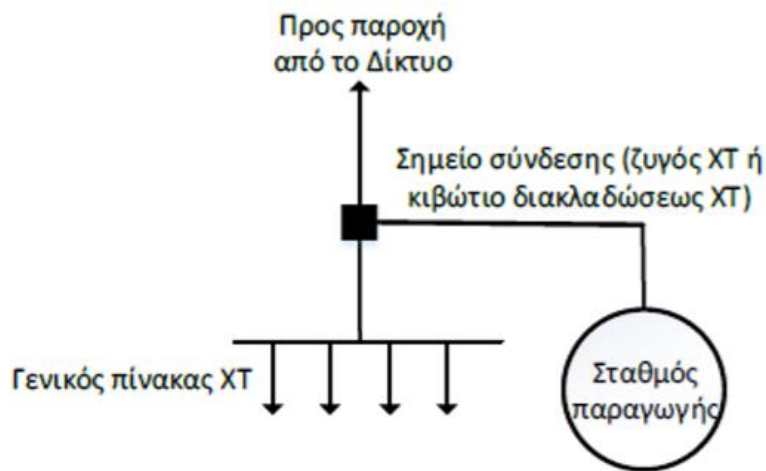 Προς παροχή
από το Δίκτυο
Σημείο σύνδεσης (ζυγός ΧΤ ή
κιβώτιο διακλαδώσεως ΧΤ)
Γενικός πίνακας ΧΤ
Σταθμός
παραγωγής